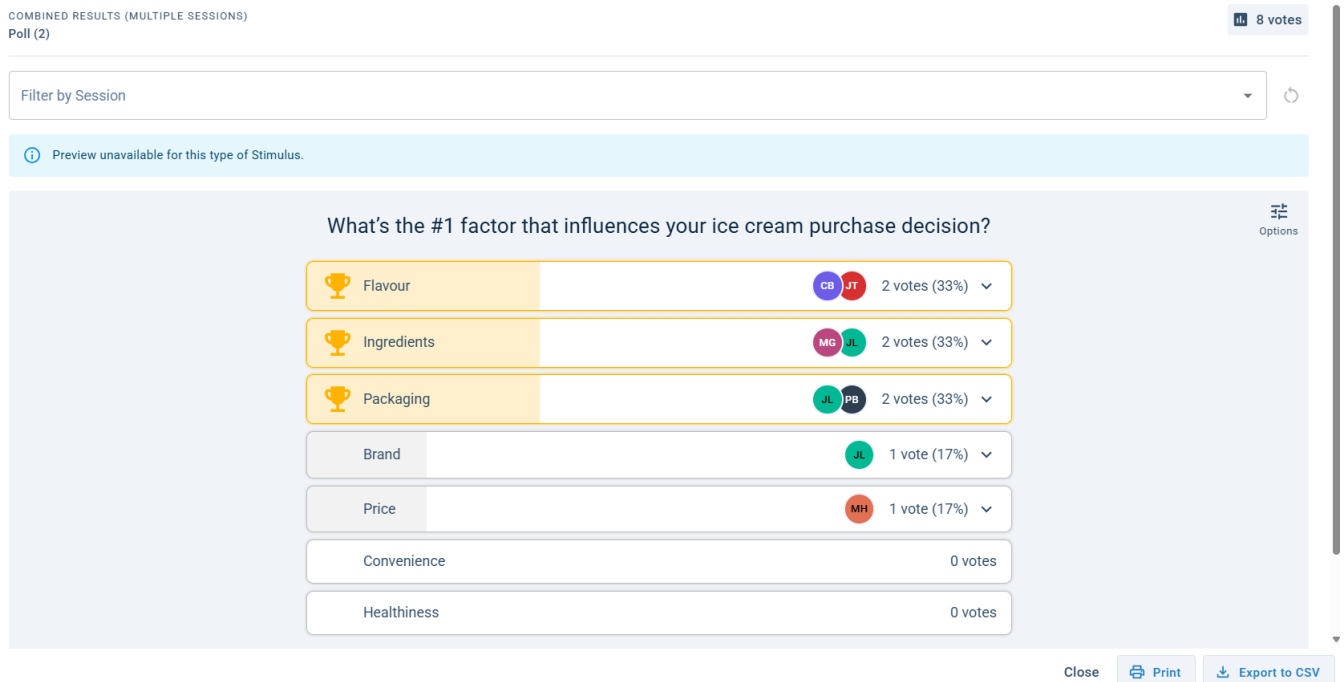 COMBINED RESULTS (MULTIPLE SESSIONS)
8 votes
Poll (2)
Filter by Session
Preview unavailable for this type of Stimulus.
What's the #1 factor that influences your ice cream purchase decision?
Options
Flavour CB JT 2 votes (33%)
Ingredients MG JL 2 votes (33%)
Packaging JL PB 2 votes (33%)
Brand JL 1 vote (17%)
Price MH 1 vote (17%)
Convenience 0 votes
Healthiness 0 votes
Close Print Export to CSV